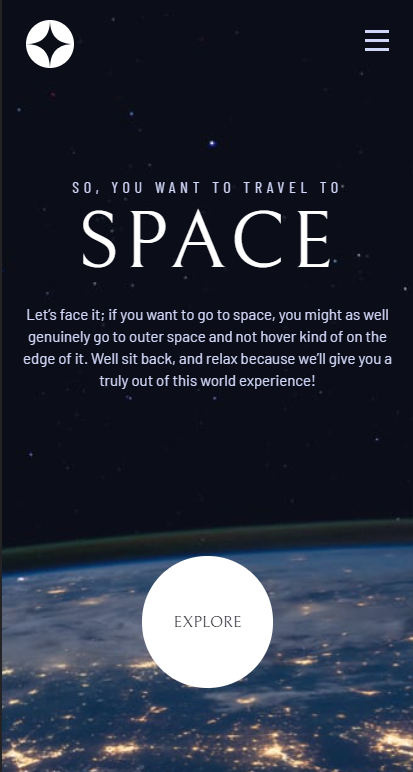 SO, YOU WANT TO TRAVEL TO
SPACE
Let’s face it; if you want to go to space, you might as well
genuinely go to outer space and not hover kind of on the
edge of it. Well sit back, and relax because we’ll give you a
truly out of this world experience!
EXPLORE